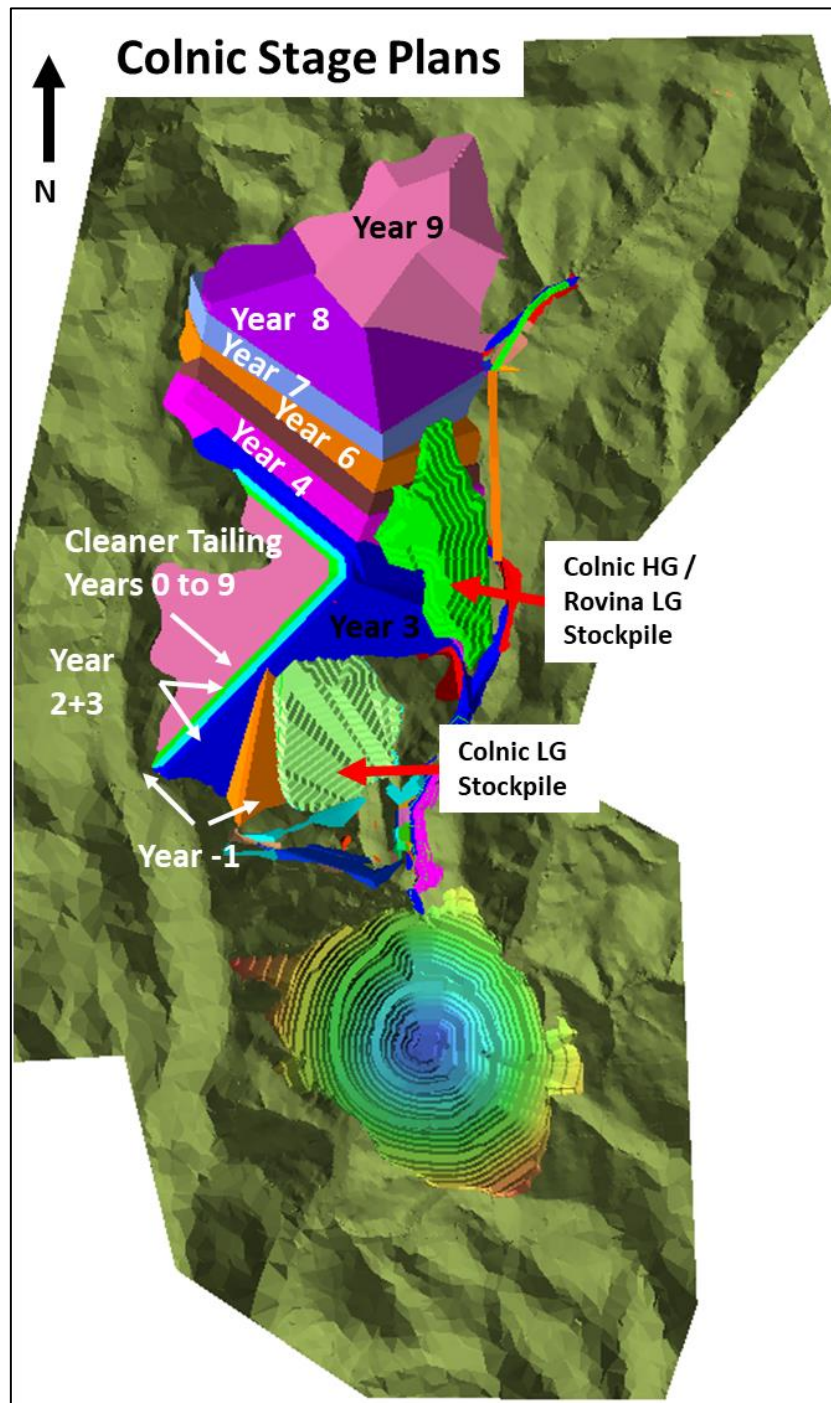 Colnic Stage Plans
N
Year 9
Year 8
Year 7
Year 6
Year 4
Cleaner Tailing
Years 0 to 9
Colnic HG /
Rovina LG
Stockpile
Year 3
Year
2+3
Colnic LG
Stockpile
Year -1